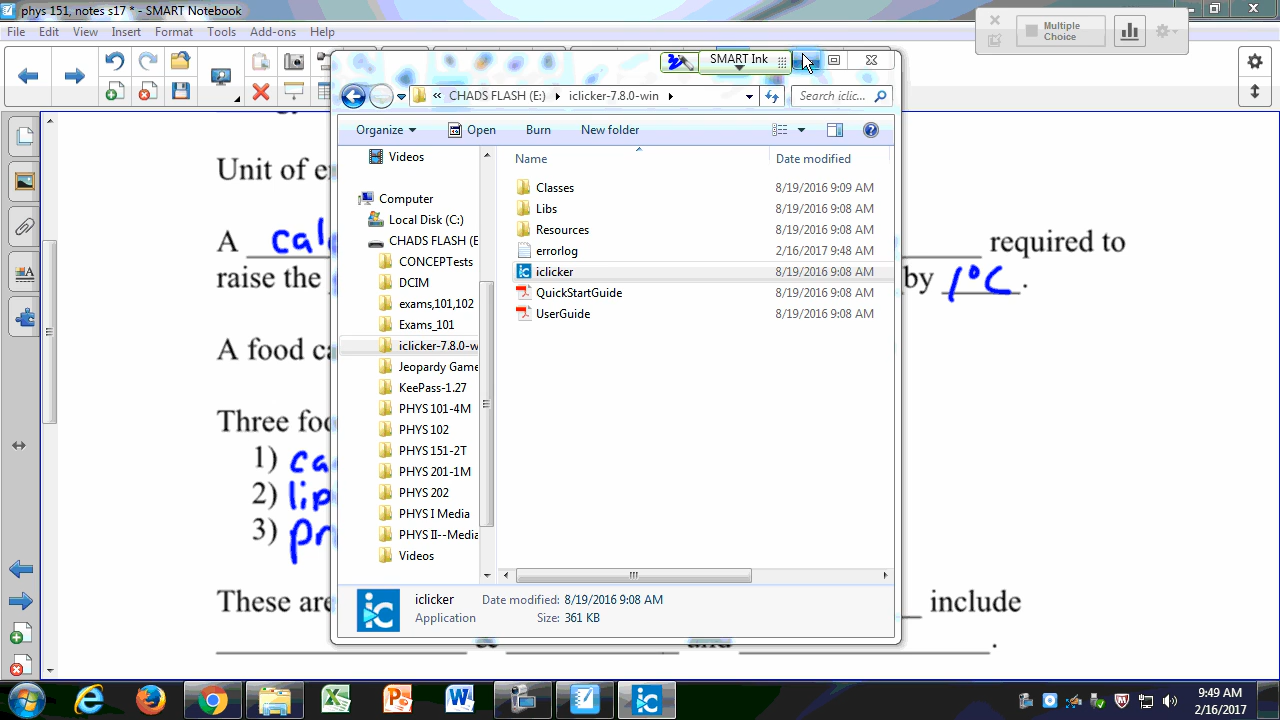 phys 151, notes s17 * - SMART Notebook
File Edit View Insert Format Tools Add-ons Help
Multiple
Choice
SMART Ink
« CHADS FLASH (E:) iclicker-7.8.0-win
Search iclic...
Organize Open Burn New folder
Videos
Computer
Local Disk (C:)
CHADS FLASH (E
CONCEPTests
DCIM
exams,101,102
Exams_101
iclicker-7.8.0-w
Jeopardy Game
KeePass-1.27
PHYS 101-4M
PHYS 102
PHYS 151-2T
PHYS 201-1M
PHYS 202
PHYS I Media
PHYS II--Media
Videos
Name Date modified
Classes 8/19/2016 9:09 AM
Libs 8/19/2016 9:08 AM
Resources 8/19/2016 9:08 AM
errorlog 2/16/2017 9:48 AM
iclicker 8/19/2016 9:08 AM
QuickStartGuide 8/19/2016 9:08 AM
UserGuide 8/19/2016 9:08 AM
iclicker Date modified: 8/19/2016 9:08 AM
Application Size: 361 KB
Unit of
A required to
raise the by 1°C.
A food
Three
1)
2)
3)
These are include
and .
9:49 AM
2/16/2017